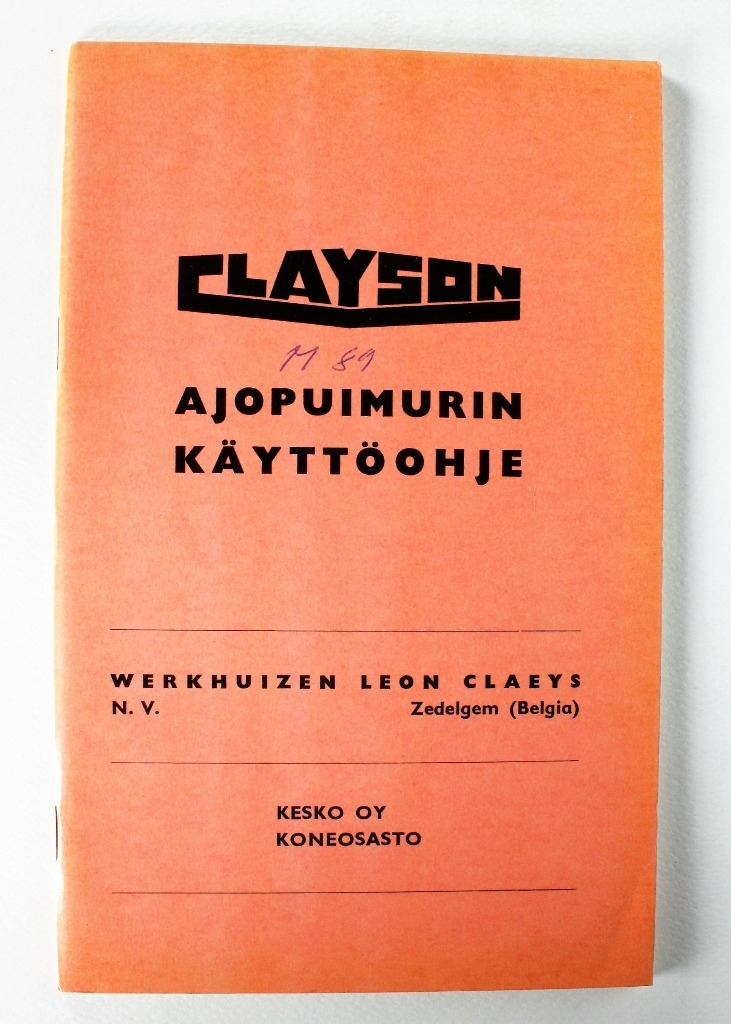 CLAYSON
M 89
AJOPUIMURIN
KÄYTTÖOHJE
WERKHUIZEN LEON CLAEYS
N. V. Zedelgem (Belgia)
KESKO OY
KONEOSASTO